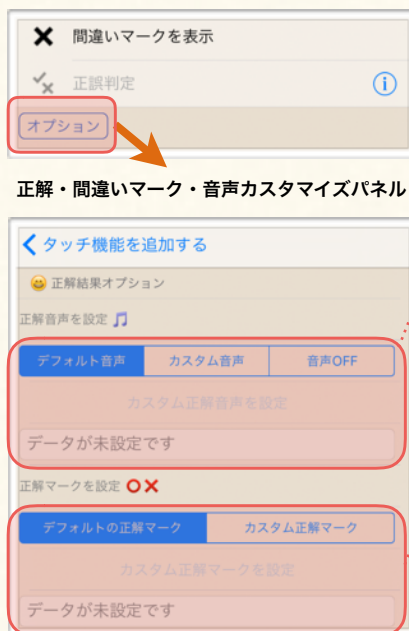 間違いマークを表示
正誤判定
オプション
正解・間違いマーク・音声カスタマイズパネル
タッチ機能を追加する
正解結果オプション
正解音声を設定
デフォルト音声 カスタム音声 音声OFF
カスタム正解音声を設定
データが未設定です
正解マークを設定
デフォルトの正解マーク カスタム正解マーク
カスタム正解マークを設定
データが未設定です